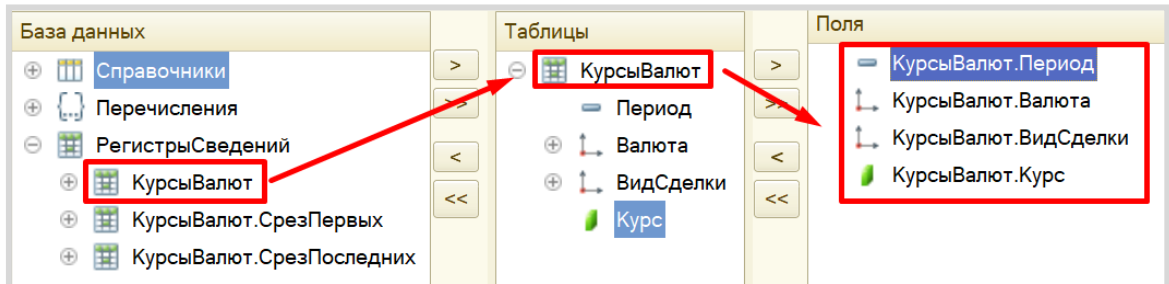 База данных
Справочники
Перечисления
РегистрыСведений
КурсыВалют
КурсыВалют.СрезПервых
КурсыВалют.СрезПоследних
>
>>
<
<<
Таблицы
КурсыВалют
Период
Валюта
ВидСделки
Курс
>
>>
<
<<
Поля
КурсыВалют.Период
КурсыВалют.Валюта
КурсыВалют.ВидСделки
КурсыВалют.Курс